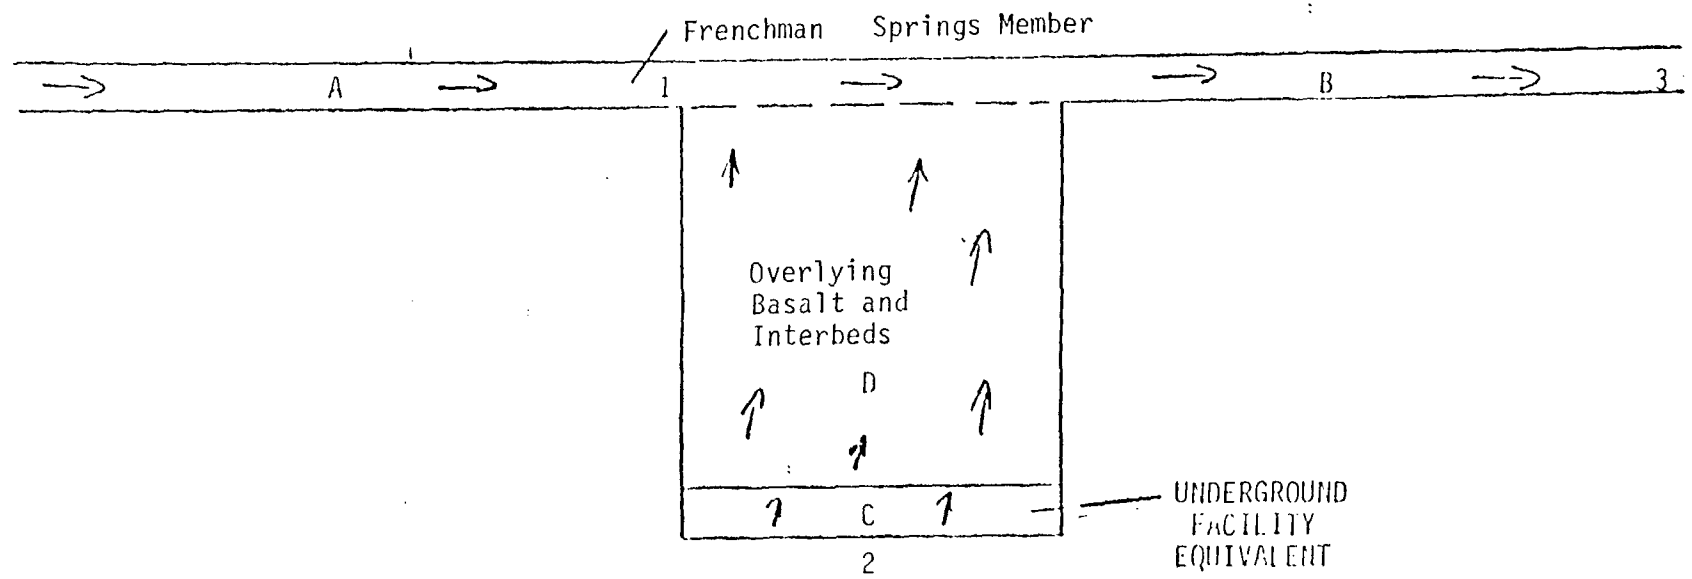 Frenchman Springs Member
A
1
B
3
Overlying
Basalt and
Interbeds
D
C
2
UNDERGROUND
FACILITY
EQUIVALENT